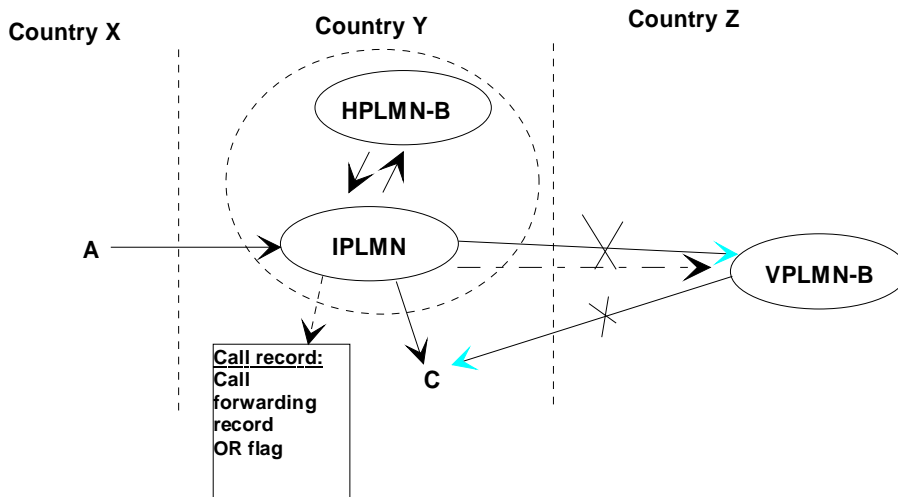 Country X
Country Y
Country Z
HPLMN-B
A
IPLMN
VPLMN-B
Call record:
Call
forwarding
record
OR flag
C